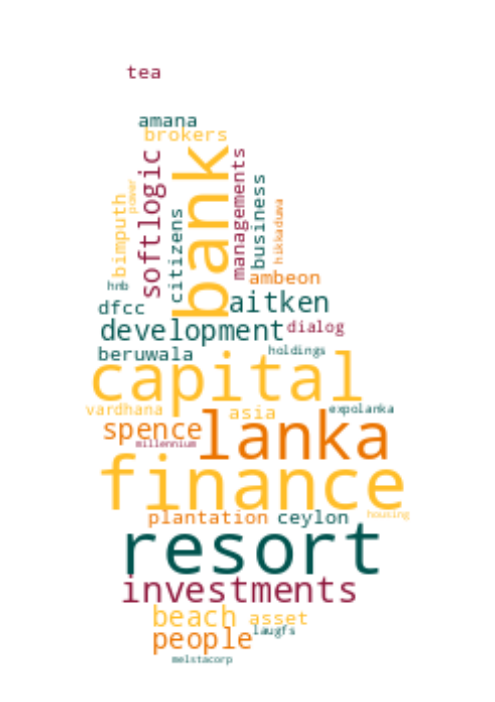 tea
amana
brokers
bank
softlogic
managements
citizens
business
bimputh
power
hikkaduwa
hnb
ambeon
dfcc
aitken
development
dialog
beruwala
holdings
capital
vardhana
asia
expolanka
spence
lanka
millennium
finance
plantation
ceylon
housing
resort
investments
beach
asset
people
laugfs
melstacorp